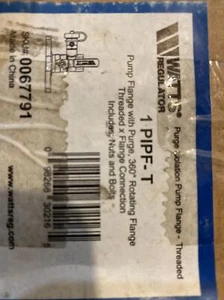 WATTS®
REGULATOR
Purge Isolation Pump Flange - Threaded
1 PIPF-T
Pump Flange with Purge, 360° Rotating Flange
Threaded x Flange Connection
Includes, Nuts and Bolts
SKU#: 0067791
Made in China
www.wattsreg.com